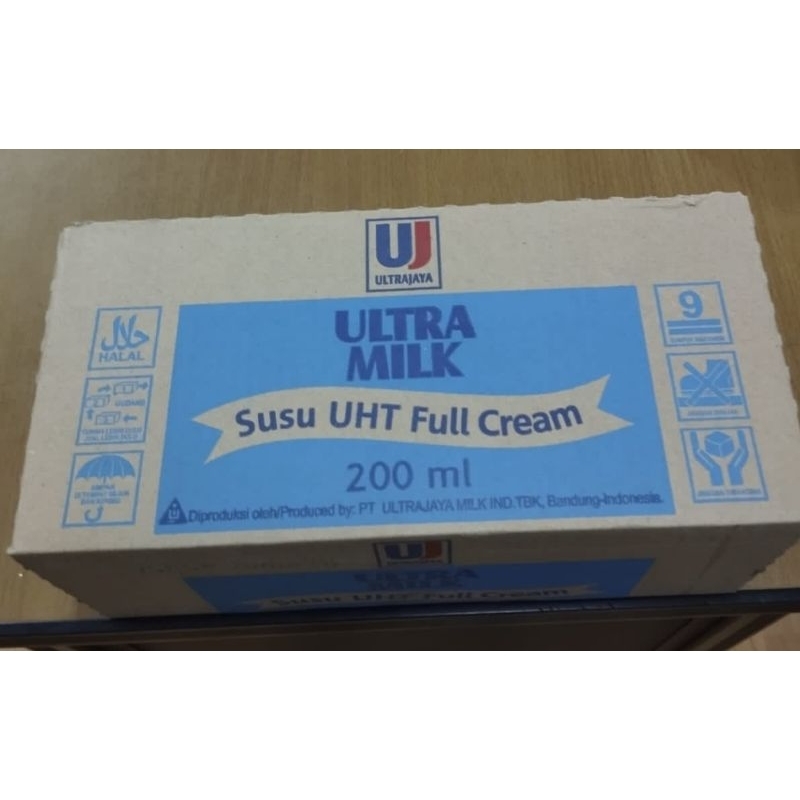 UJ
ULTRAJAYA
حلال
HALAL
9
ULTRA
MILK
Susu UHT Full Cream
200 ml
GUDANG
Diproduksi oleh/Produced by: PT ULTRAJAYA MILK IND.TBK, Bandung-Indonesia.
UJ
ULTRA
Susu UHT Full Cream